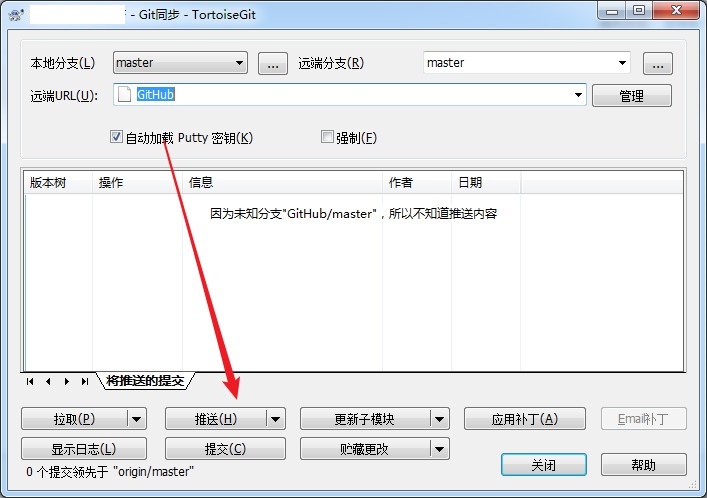 - Git同步 - TortoiseGit
本地分支(L) master ... 远端分支(R) master ...
远端URL(U): GitHub 管理
自动加载 Putty 密钥(K) 强制(F)
版本树 操作 信息 作者 日期
因为未知分支"GitHub/master"，所以不知道推送内容
将推送的提交
拉取(P) 推送(H) 更新子模块 应用补丁(A) Email补丁
显示日志(L) 提交(C) 贮藏更改
关闭 帮助
0 个提交领先于 "origin/master"